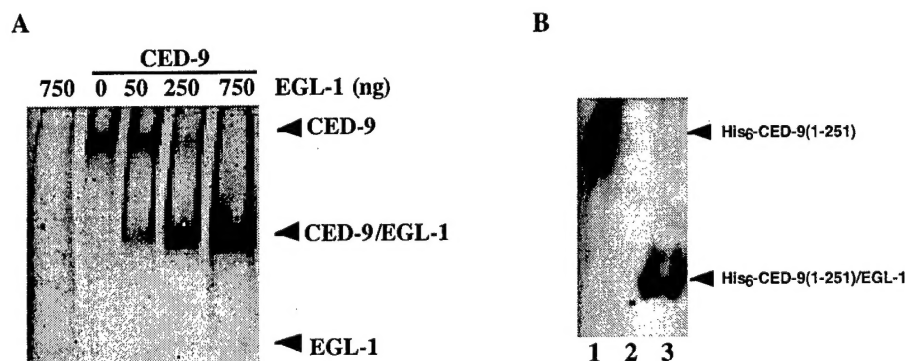 A
CED-9
750 0 50 250 750 EGL-1 (ng)
CED-9
CED-9/EGL-1
EGL-1
B
His6-CED-9(1-251)
His6-CED-9(1-251)/EGL-1
1 2 3